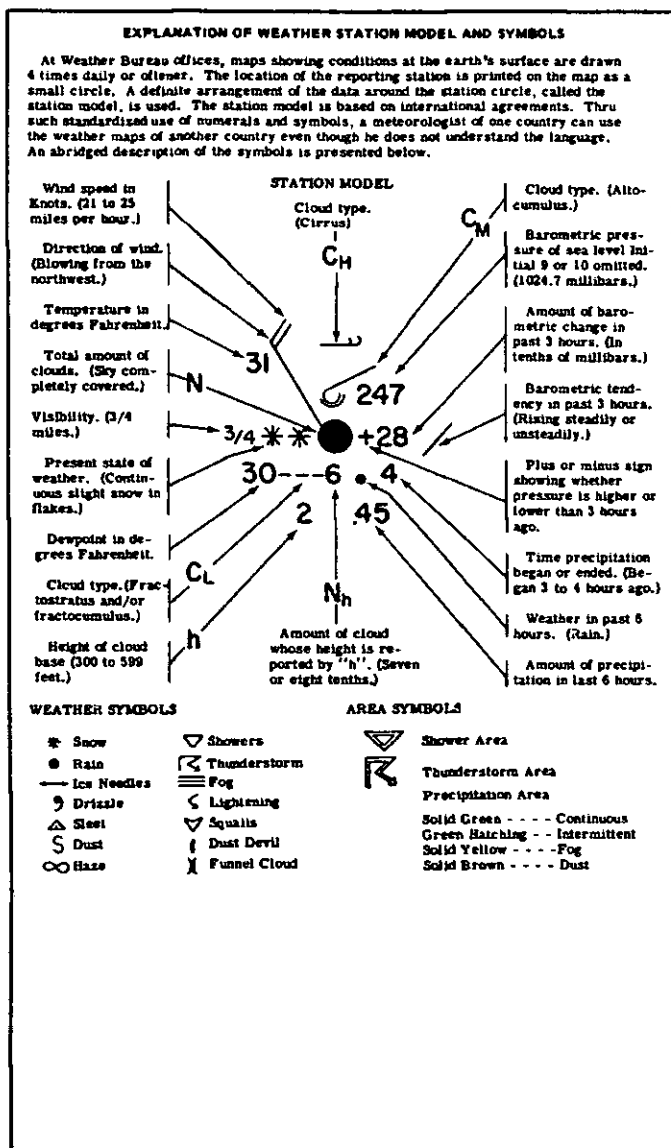 EXPLANATION OF WEATHER STATION MODEL AND SYMBOLS
At Weather Bureau offices, maps showing conditions at the earth's surface are drawn
4 times daily or oftener. The location of the reporting station is printed on the map as a
small circle. A definite arrangement of the data around the station circle, called the
station model, is used. The station model is based on international agreements. Thru
such standardized use of numerals and symbols, a meteorologist of one country can use
the weather maps of another country even though he does not understand the language.
An abridged description of the symbols is presented below.
STATION MODEL
Wind speed in
Knots. (21 to 25
miles per hour.)
Direction of wind.
(Blowing from the
northwest.)
Temperature in
degrees Fahrenheit.
Total amount of
clouds. (Sky com-
pletely covered.)
Visibility. (3/4
miles.)
Present state of
weather. (Contin-
uous slight snow in
flakes.)
Dewpoint in de-
grees Fahrenheit.
Cloud type. (Frac-
tostratus and/or
fractocumulus.)
Height of cloud
base (300 to 599
feet.)
Cloud type.
(Cirrus)
CH
CM
31
247
N
3/4
+28
30---6
4
2
.45
CL
h
Nh
Amount of cloud
whose height is re-
ported by "h". (Seven
or eight tenths.)
Cloud type. (Alto-
cumulus.)
Barometric pres-
sure of sea level Ini-
tial 9 or 10 omitted.
(1024.7 millibars.)
Amount of baro-
metric change in
past 3 hours. (In
tenths of millibars.)
Barometric tend-
ency in past 3 hours.
(Rising steadily or
unsteadily.)
Plus or minus sign
showing whether
pressure is higher or
lower than 3 hours
ago.
Time precipitation
began or ended. (Be-
gan 3 to 4 hours ago.)
Weather in past 6
hours. (Rain.)
Amount of precipi-
tation in last 6 hours.
WEATHER SYMBOLS
Snow
Rain
Ice Needles
Drizzle
Sleet
Dust
Haze
Showers
Thunderstorm
Fog
Lightening
Squalls
Dust Devil
Funnel Cloud
AREA SYMBOLS
Shower Area
Thunderstorm Area
Precipitation Area
Solid Green - - - - Continuous
Green Hatching - - Intermittent
Solid Yellow - - - - Fog
Solid Brown - - - - Dust